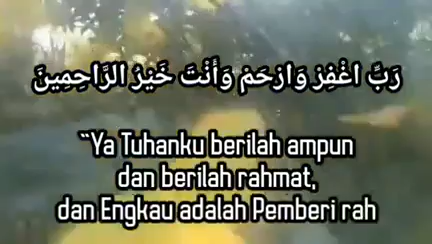 رَبِّ اغْفِرْ وَارْحَمْ وَأَنْتَ خَيْرُ الرَّاحِمِينَ
“Ya Tuhanku berilah ampun
dan berilah rahmat,
dan Engkau adalah Pemberi rah